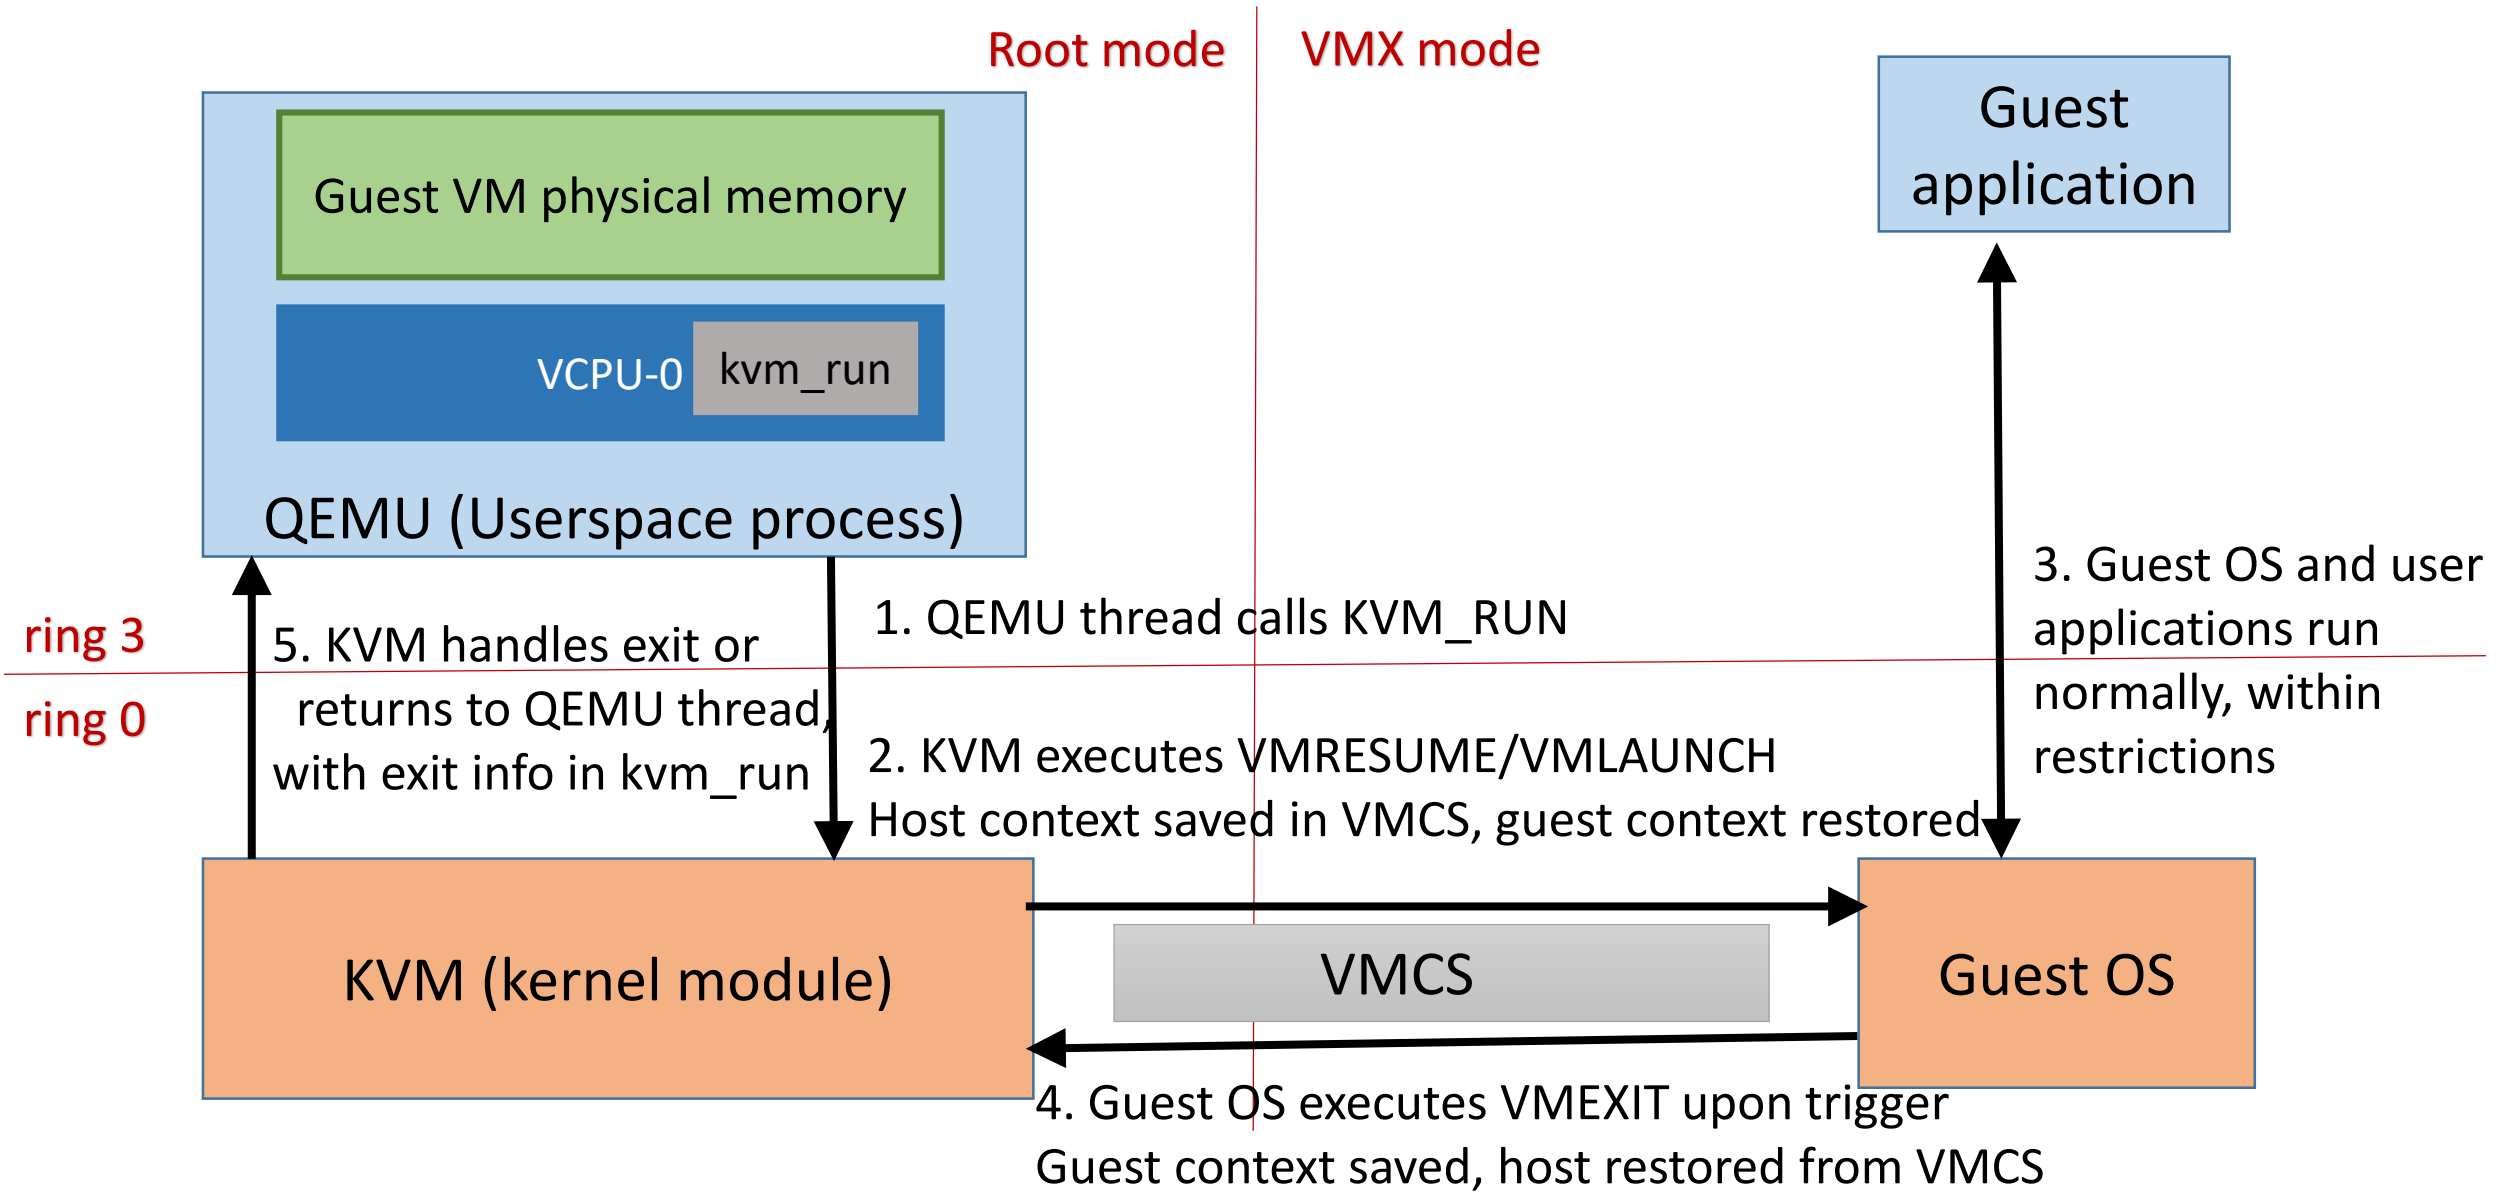 Root mode
VMX mode
Guest
application
Guest VM physical memory
VCPU-0
kvm_run
QEMU (Userspace process)
ring 3
ring 0
1. QEMU thread calls KVM_RUN
5. KVM handles exit or
returns to QEMU thread,
with exit info in kvm_run
2. KVM executes VMRESUME/VMLAUNCH
Host context saved in VMCS, guest context restored
3. Guest OS and user
applications run
normally, within
restrictions
KVM (kernel module)
VMCS
Guest OS
4. Guest OS executes VMEXIT upon trigger
Guest context saved, host restored from VMCS